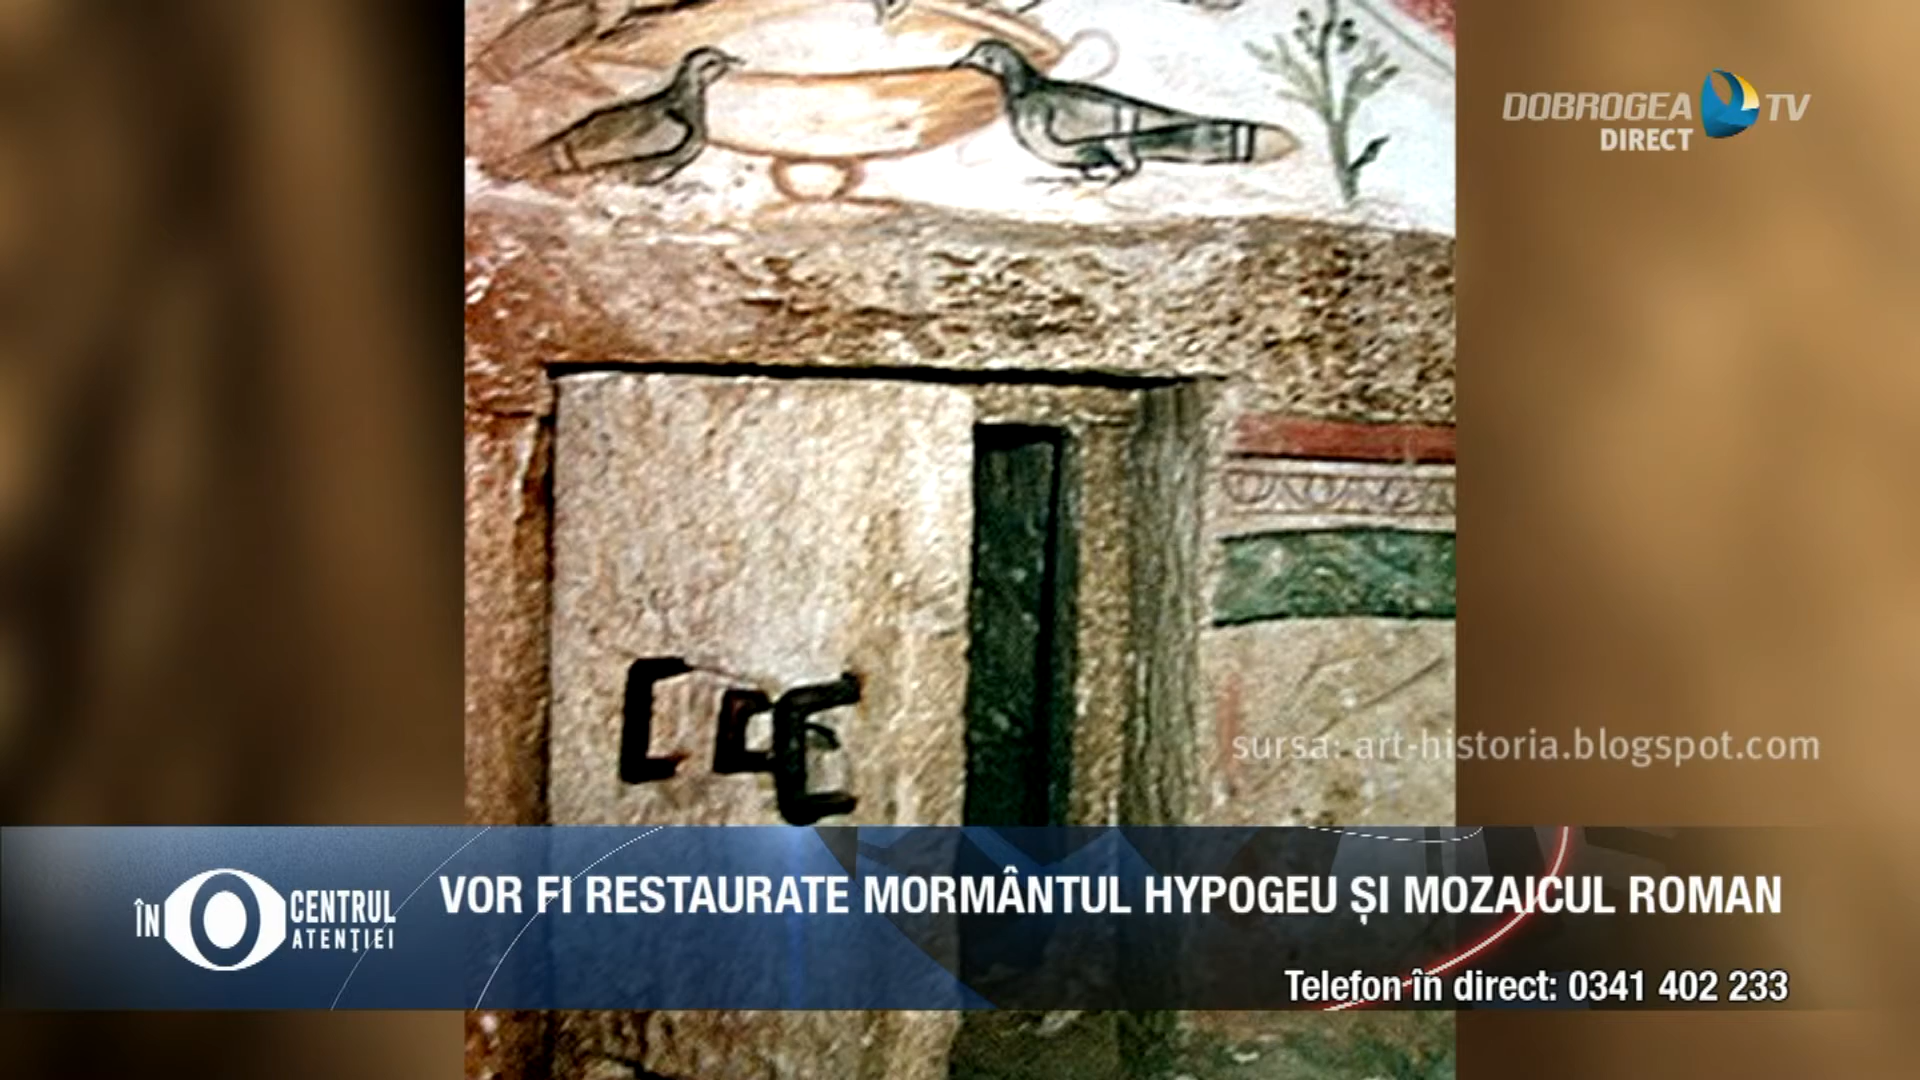 DOBROGEA TV
DIRECT
sursa: art-historia.blogspot.com
ÎN CENTRUL
ATENȚIEI
VOR FI RESTAURATE MORMÂNTUL HYPOGEU ȘI MOZAICUL ROMAN
Telefon în direct: 0341 402 233